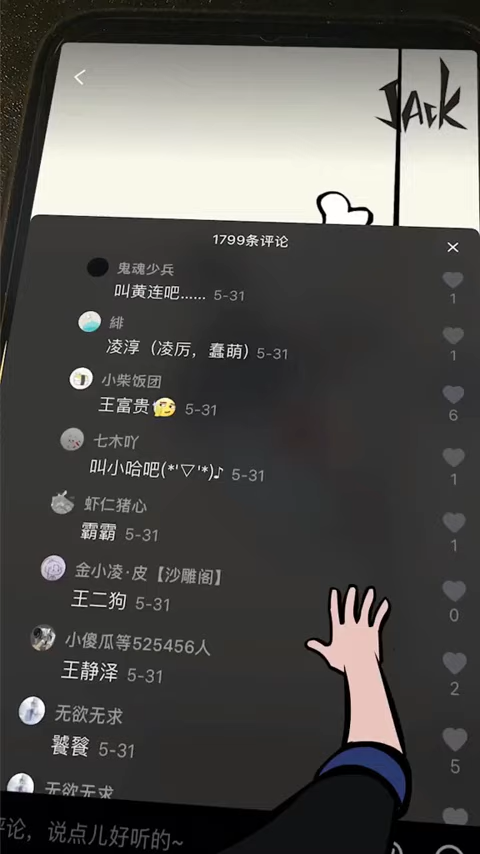 JAcK
1799条评论
鬼魂少兵
叫黄连吧…… 5-31
1
緋
凌淳（凌厉，蠢萌) 5-31
1
小柴饭团
王富贵 5-31
6
七木吖
叫小哈吧(*'▽'*)♪ 5-31
1
虾仁猪心
霸霸 5-31
1
金小凌·皮【沙雕阁】
王二狗 5-31
0
小傻瓜等525456人
王静泽 5-31
2
无欲无求
饕餮 5-31
5
无欲无求
评论，说点儿好听的~